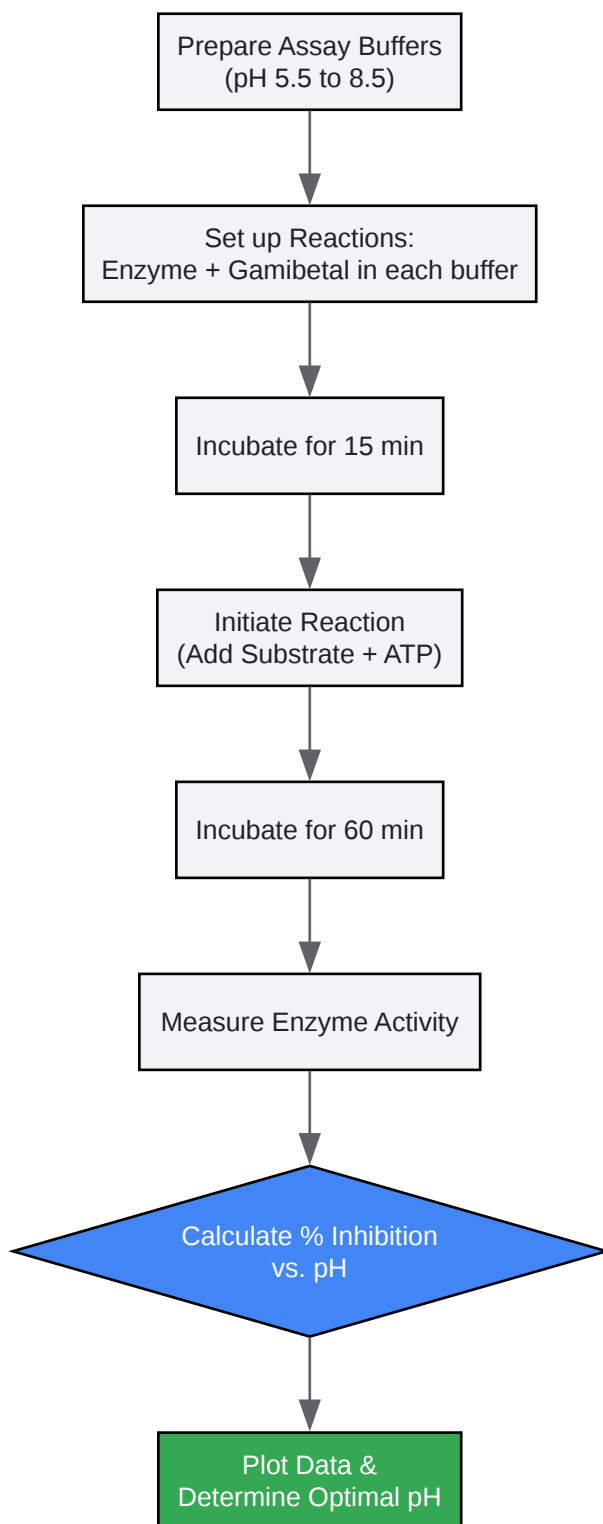 Prepare Assay Buffers
(pH 5.5 to 8.5)
Set up Reactions:
Enzyme + Gamibetal in each buffer
Incubate for 15 min
Initiate Reaction
(Add Substrate + ATP)
Incubate for 60 min
Measure Enzyme Activity
Calculate % Inhibition
vs. pH
Plot Data &
Determine Optimal pH